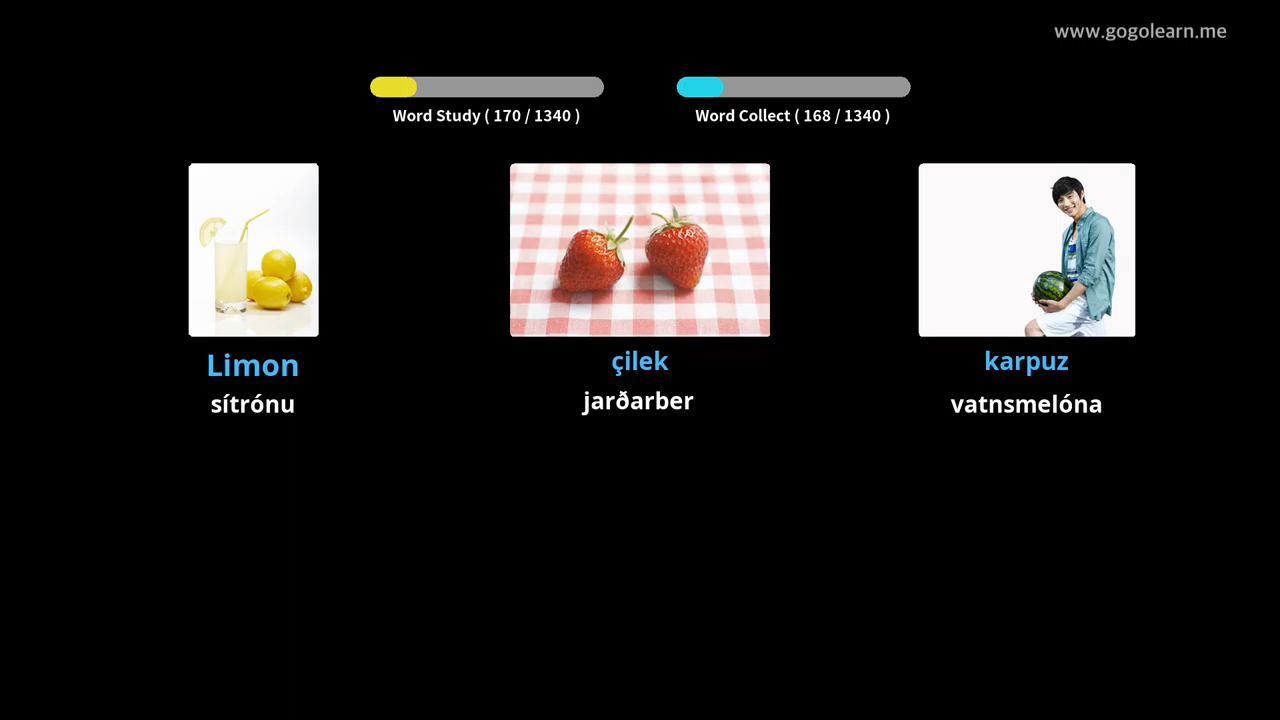 www.gogolearn.me
Word Study ( 170 / 1340 )
Word Collect ( 168 / 1340 )
Limon
sítrónu
çilek
jarðarber
karpuz
vatnsmelóna